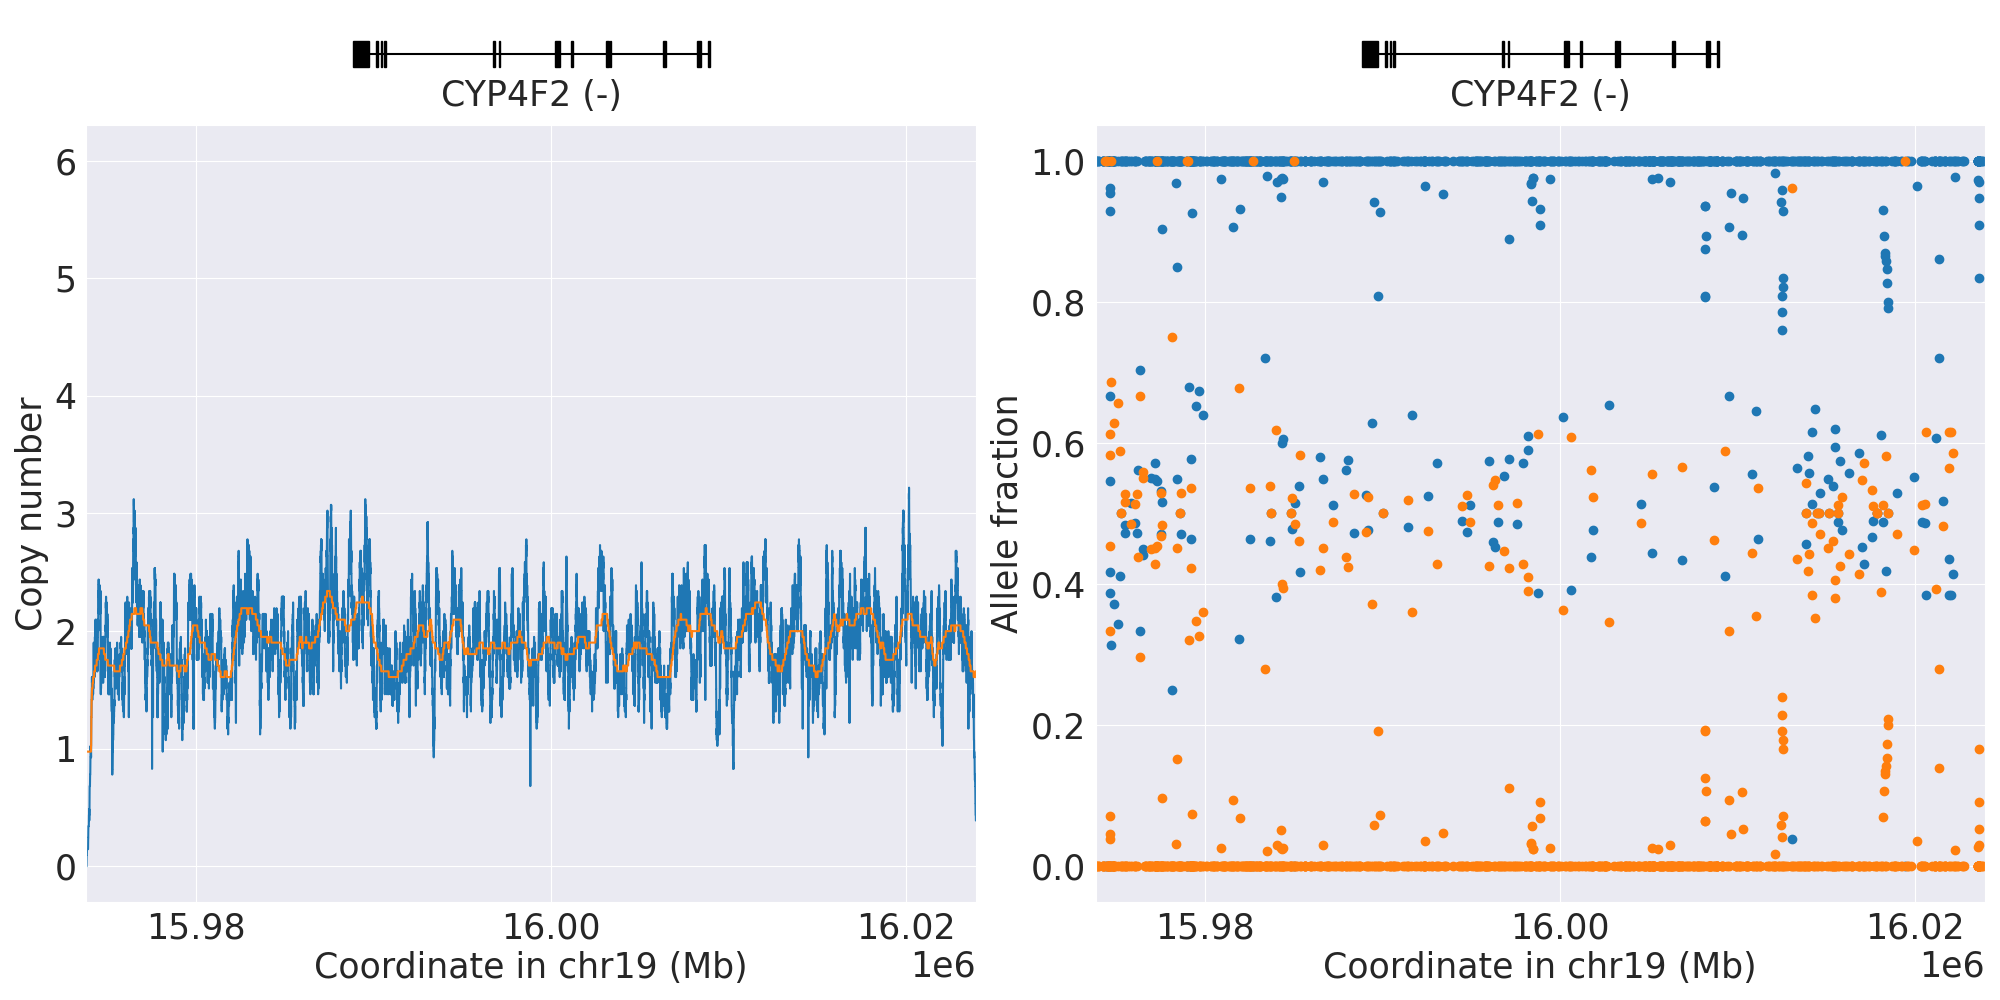 CYP4F2 (-)
6
5
4
3
2
1
0
Copy number
15.98
16.00
16.02
Coordinate in chr19 (Mb)
1e6
CYP4F2 (-)
1.0
0.8
0.6
0.4
0.2
0.0
Allele fraction
15.98
16.00
16.02
Coordinate in chr19 (Mb)
1e6